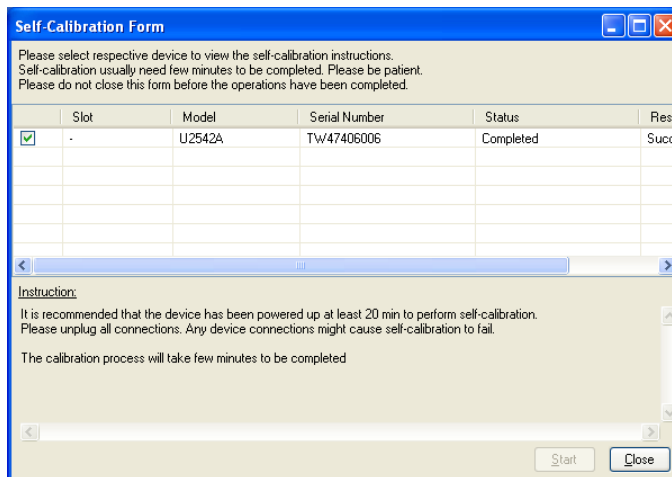 Self-Calibration Form
Please select respective device to view the self-calibration instructions.
Self-calibration usually need few minutes to be completed. Please be patient.
Please do not close this form before the operations have been completed.
Slot Model Serial Number Status Res
- U2542A TW47406006 Completed Succ
Instruction:
It is recommended that the device has been powered up at least 20 min to perform self-calibration.
Please unplug all connections. Any device connections might cause self-calibration to fail.
The calibration process will take few minutes to be completed
Start Close